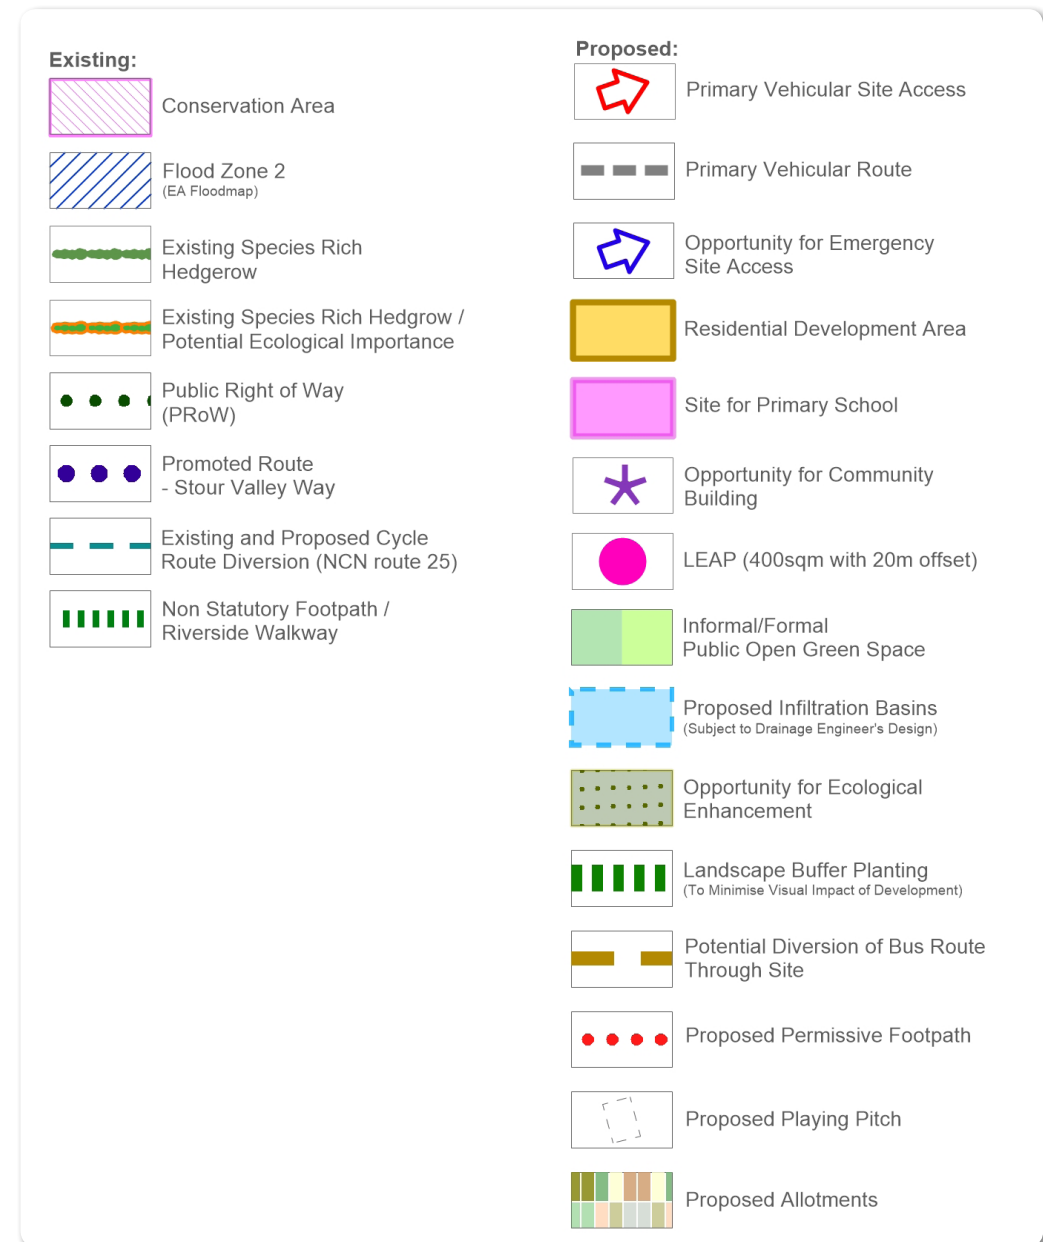 Existing:
Conservation Area
Flood Zone 2
(EA Floodmap)
Existing Species Rich
Hedgerow
Existing Species Rich Hedgrow /
Potential Ecological Importance
Public Right of Way
(PRoW)
Promoted Route
- Stour Valley Way
Existing and Proposed Cycle
Route Diversion (NCN route 25)
Non Statutory Footpath /
Riverside Walkway
Proposed:
Primary Vehicular Site Access
Primary Vehicular Route
Opportunity for Emergency
Site Access
Residential Development Area
Site for Primary School
Opportunity for Community
Building
LEAP (400sqm with 20m offset)
Informal/Formal
Public Open Green Space
Proposed Infiltration Basins
(Subject to Drainage Engineer's Design)
Opportunity for Ecological
Enhancement
Landscape Buffer Planting
(To Minimise Visual Impact of Development)
Potential Diversion of Bus Route
Through Site
Proposed Permissive Footpath
Proposed Playing Pitch
Proposed Allotments